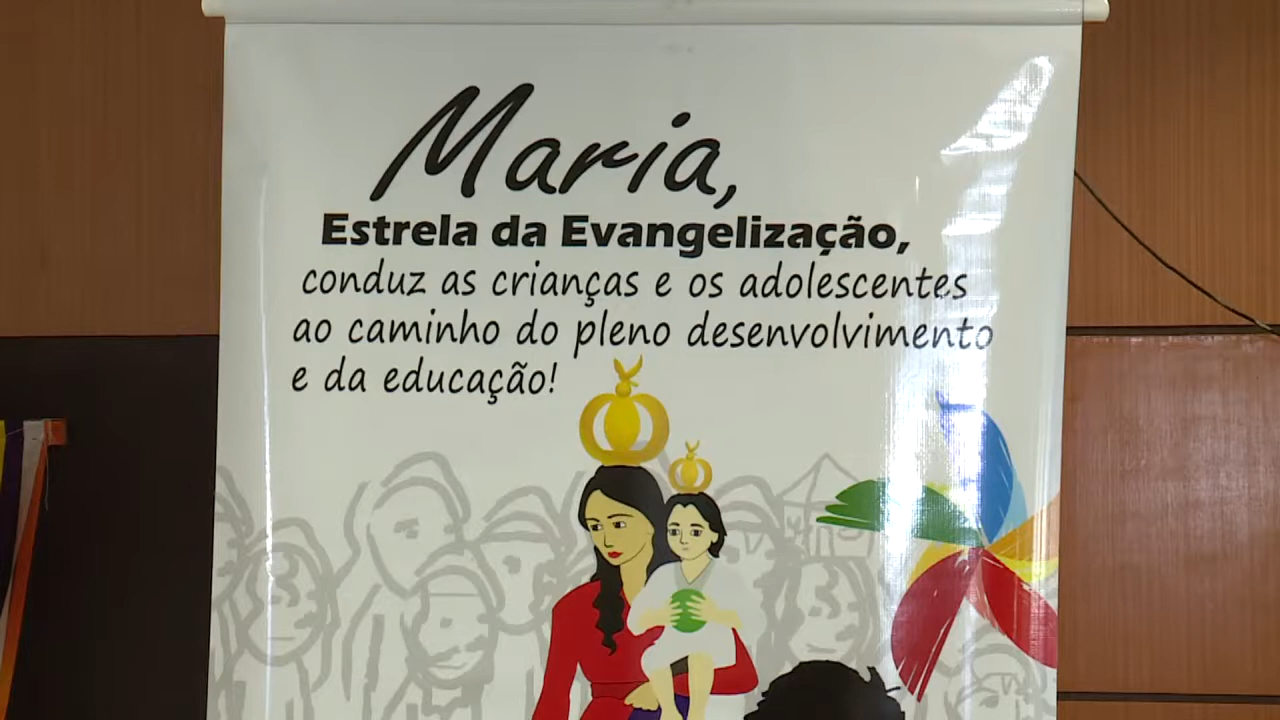 Maria,
Estrela da Evangelização,
conduz as crianças e os adolescentes
ao caminho do pleno desenvolvimento
e da educação!